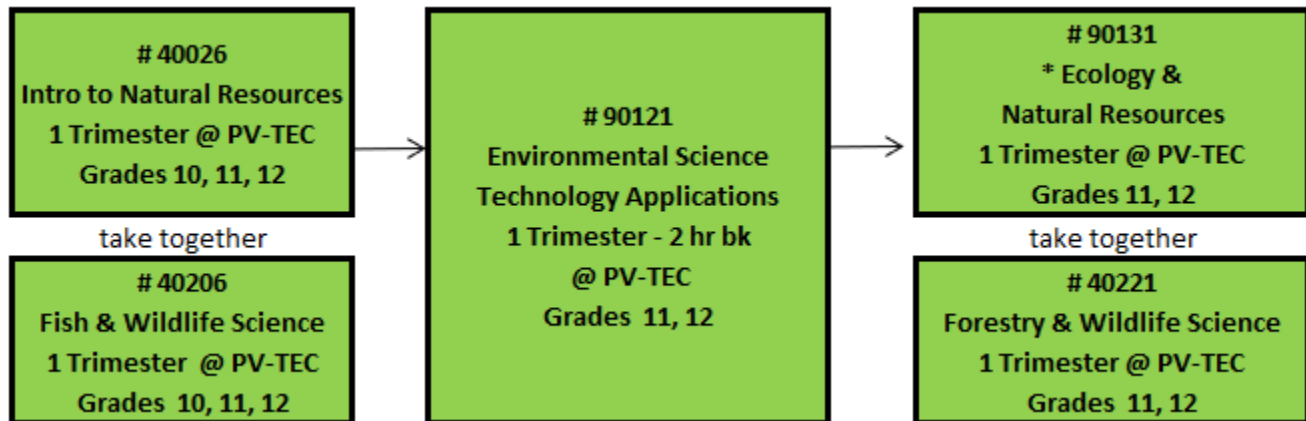 # 40026
Intro to Natural Resources
1 Trimester @ PV-TEC
Grades 10, 11, 12
take together
# 40206
Fish & Wildlife Science
1 Trimester @ PV-TEC
Grades 10, 11, 12
# 90121
Environmental Science
Technology Applications
1 Trimester - 2 hr bk
@ PV-TEC
Grades 11, 12
# 90131
* Ecology &
Natural Resources
1 Trimester @ PV-TEC
Grades 11, 12
take together
# 40221
Forestry & Wildlife Science
1 Trimester @ PV-TEC
Grades 11, 12